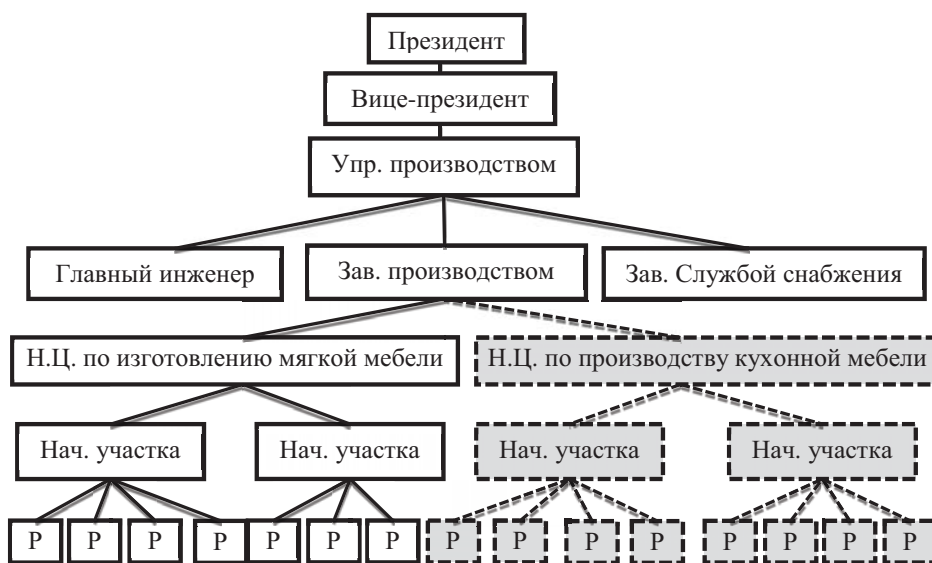 Президент
Вице-президент
Упр. производством
Главный инженер
Зав. производством
Зав. Службой снабжения
Н.Ц. по изготовлению мягкой мебели
Н.Ц. по производству кухонной мебели
Нач. участка
Нач. участка
Нач. участка
Нач. участка
Р Р Р Р Р Р Р Р Р Р Р Р Р Р Р